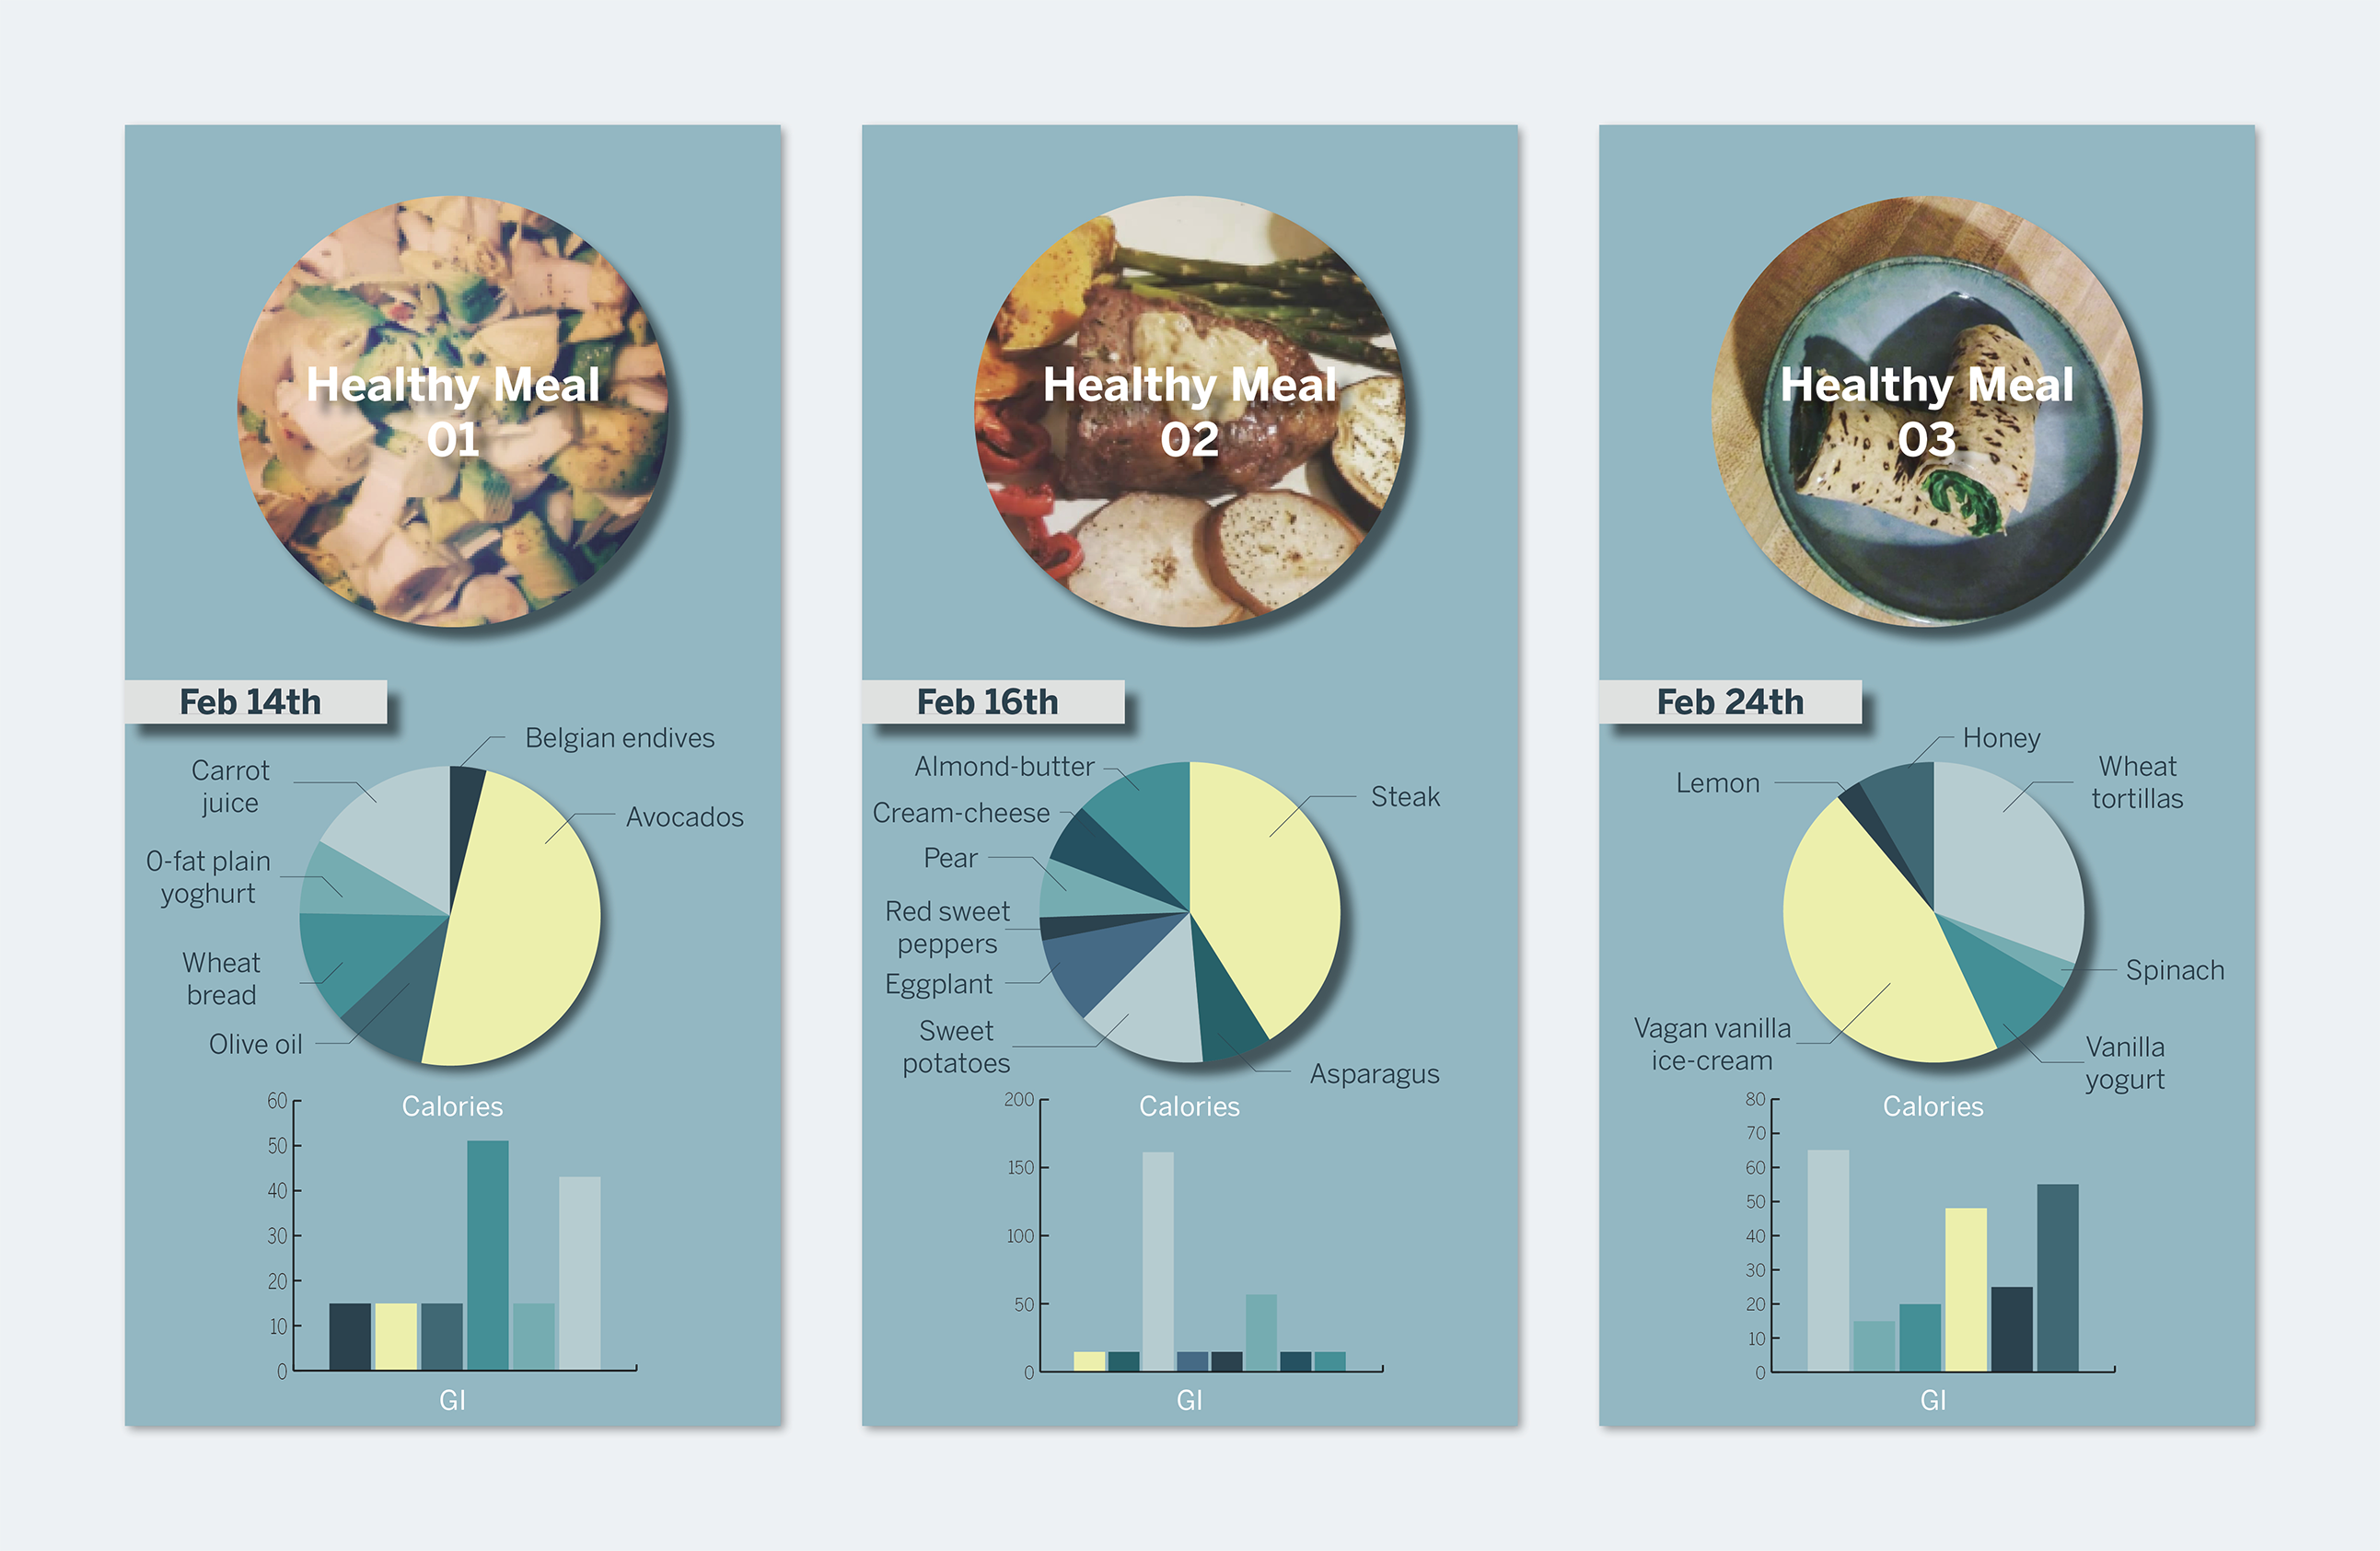 Healthy Meal
01
Feb 14th
Belgian endives
Carrot
juice
Avocados
0-fat plain
yoghurt
Wheat
bread
Olive oil
Calories
60
50
40
30
20
10
0
GI
Healthy Meal
02
Feb 16th
Almond-butter
Steak
Cream-cheese
Pear
Red sweet
peppers
Eggplant
Sweet
potatoes
Asparagus
Calories
200
150
100
50
0
GI
Healthy Meal
03
Feb 24th
Honey
Lemon
Wheat
tortillas
Spinach
Vagan vanilla
ice-cream
Vanilla
yogurt
Calories
80
70
60
50
40
30
20
10
0
GI